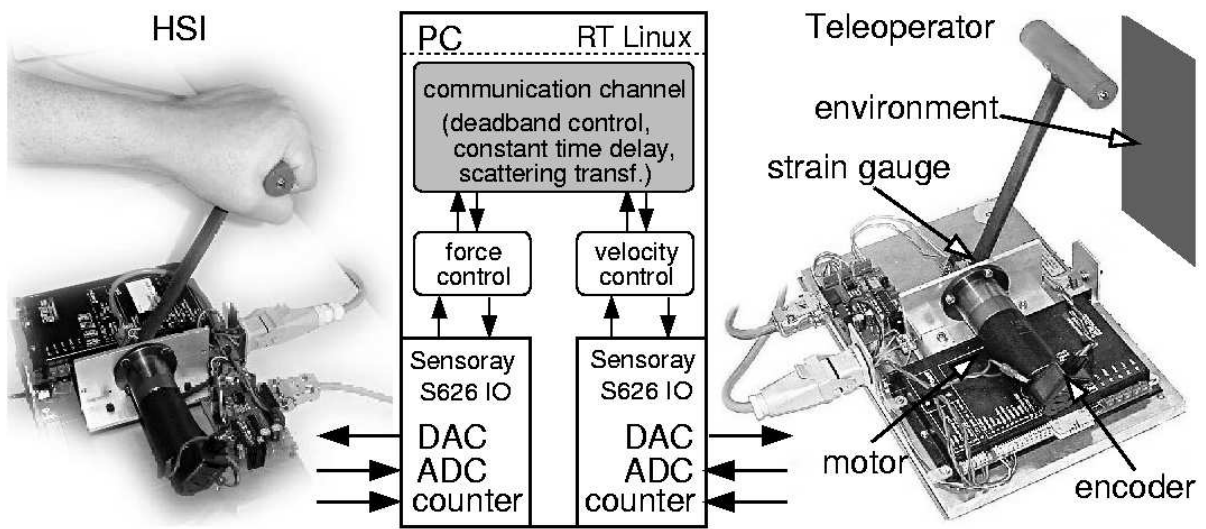 HSI
PC RT Linux
communication channel
(deadband control,
constant time delay,
scattering transf.)
force
control
velocity
control
Sensoray
S626 IO
DAC
ADC
counter
Sensoray
S626 IO
DAC
ADC
counter
Teleoperator
environment
strain gauge
motor
encoder